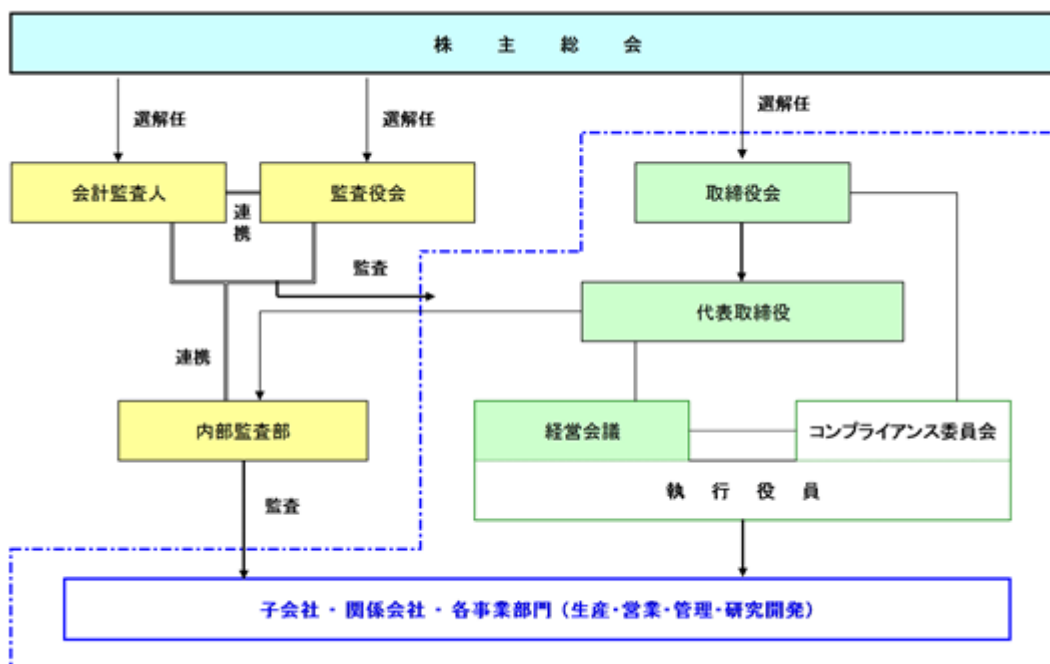 株主総会
選解任
選解任
選解任
会計監査人
連携
監査役会
取締役会
監査
代表取締役
連携
内部監査部
経営会議
コンプライアンス委員会
執行役員
監査
子会社・関係会社・各事業部門（生産・営業・管理・研究開発）